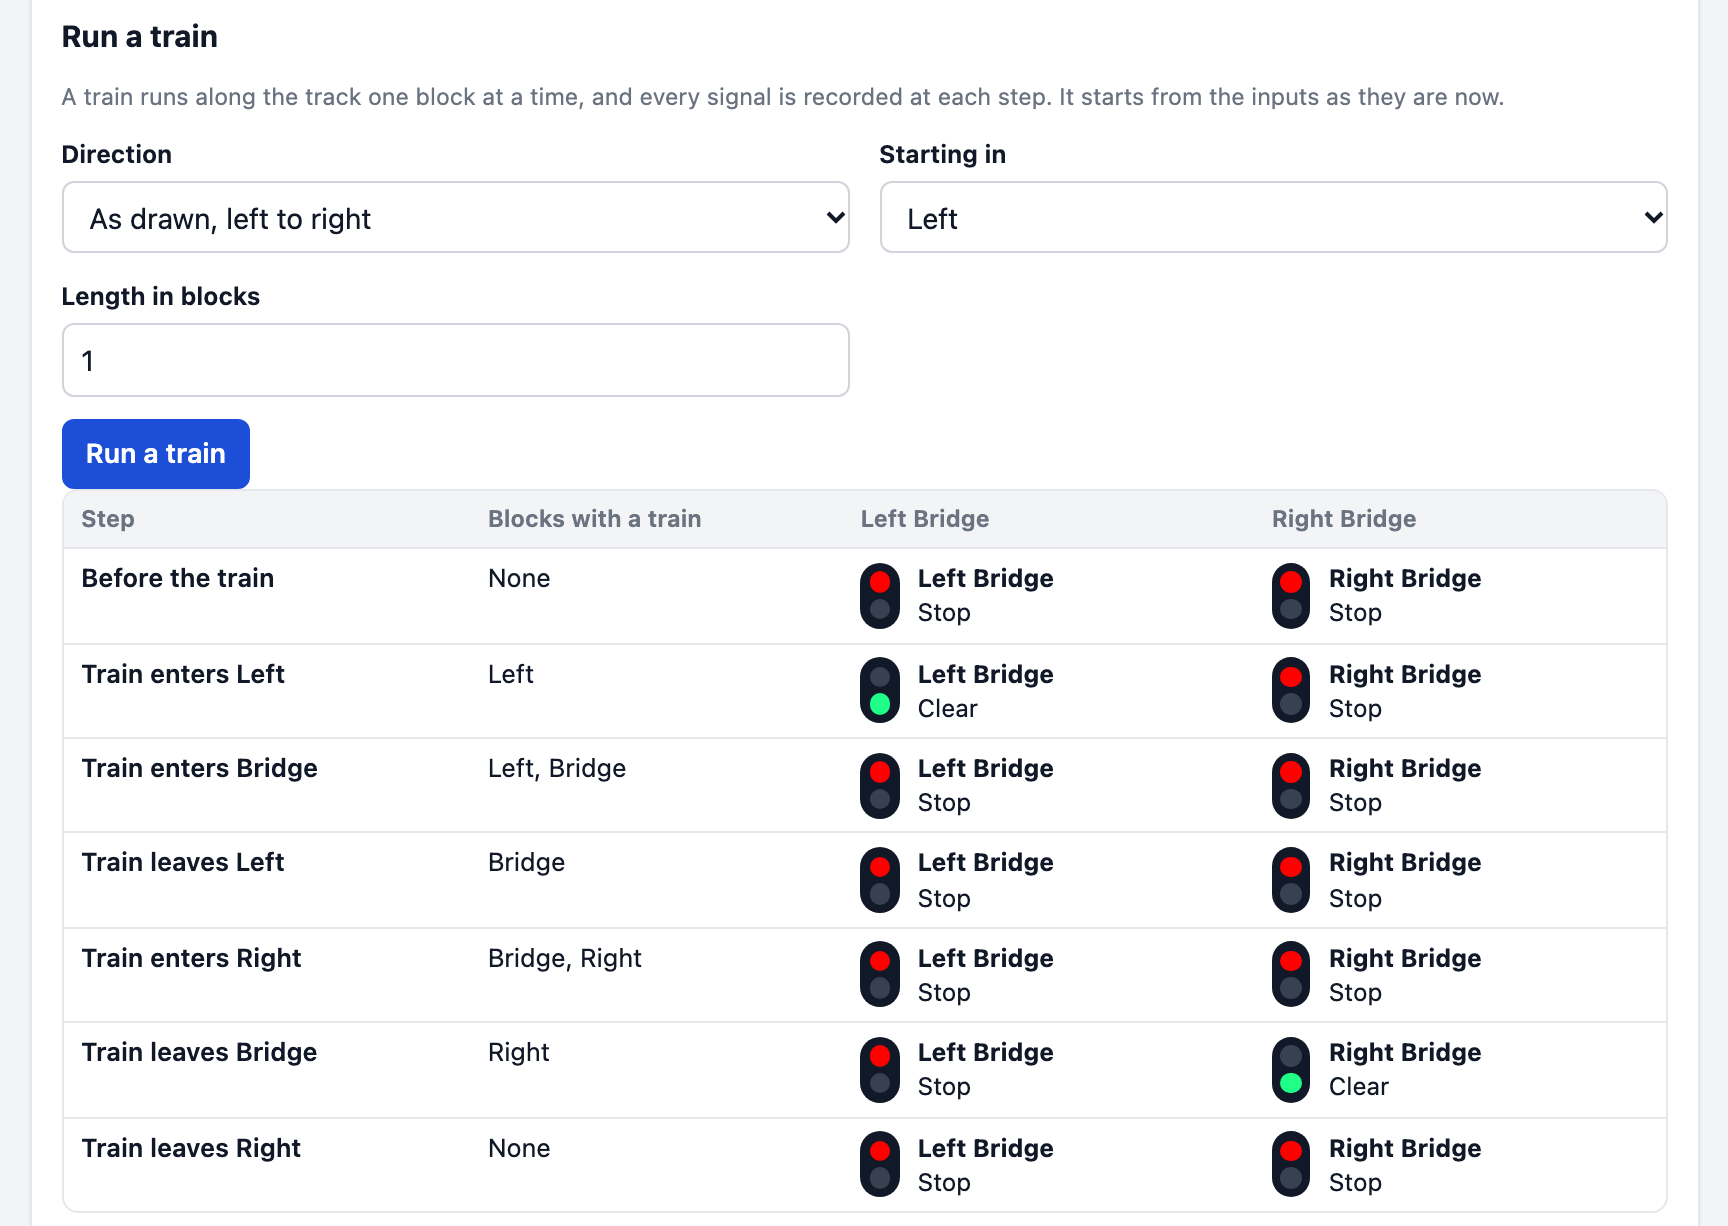 Run a train
A train runs along the track one block at a time, and every signal is recorded at each step. It starts from the inputs as they are now.
Direction
Starting in
As drawn, left to right
Left
Length in blocks
1
Run a train
Step Blocks with a train Left Bridge Right Bridge
Before the train None Left Bridge Right Bridge
Stop Stop
Train enters Left Left Left Bridge Right Bridge
Clear Stop
Train enters Bridge Left, Bridge Left Bridge Right Bridge
Stop Stop
Train leaves Left Bridge Left Bridge Right Bridge
Stop Stop
Train enters Right Bridge, Right Left Bridge Right Bridge
Stop Stop
Train leaves Bridge Right Left Bridge Right Bridge
Stop Clear
Train leaves Right None Left Bridge Right Bridge
Stop Stop